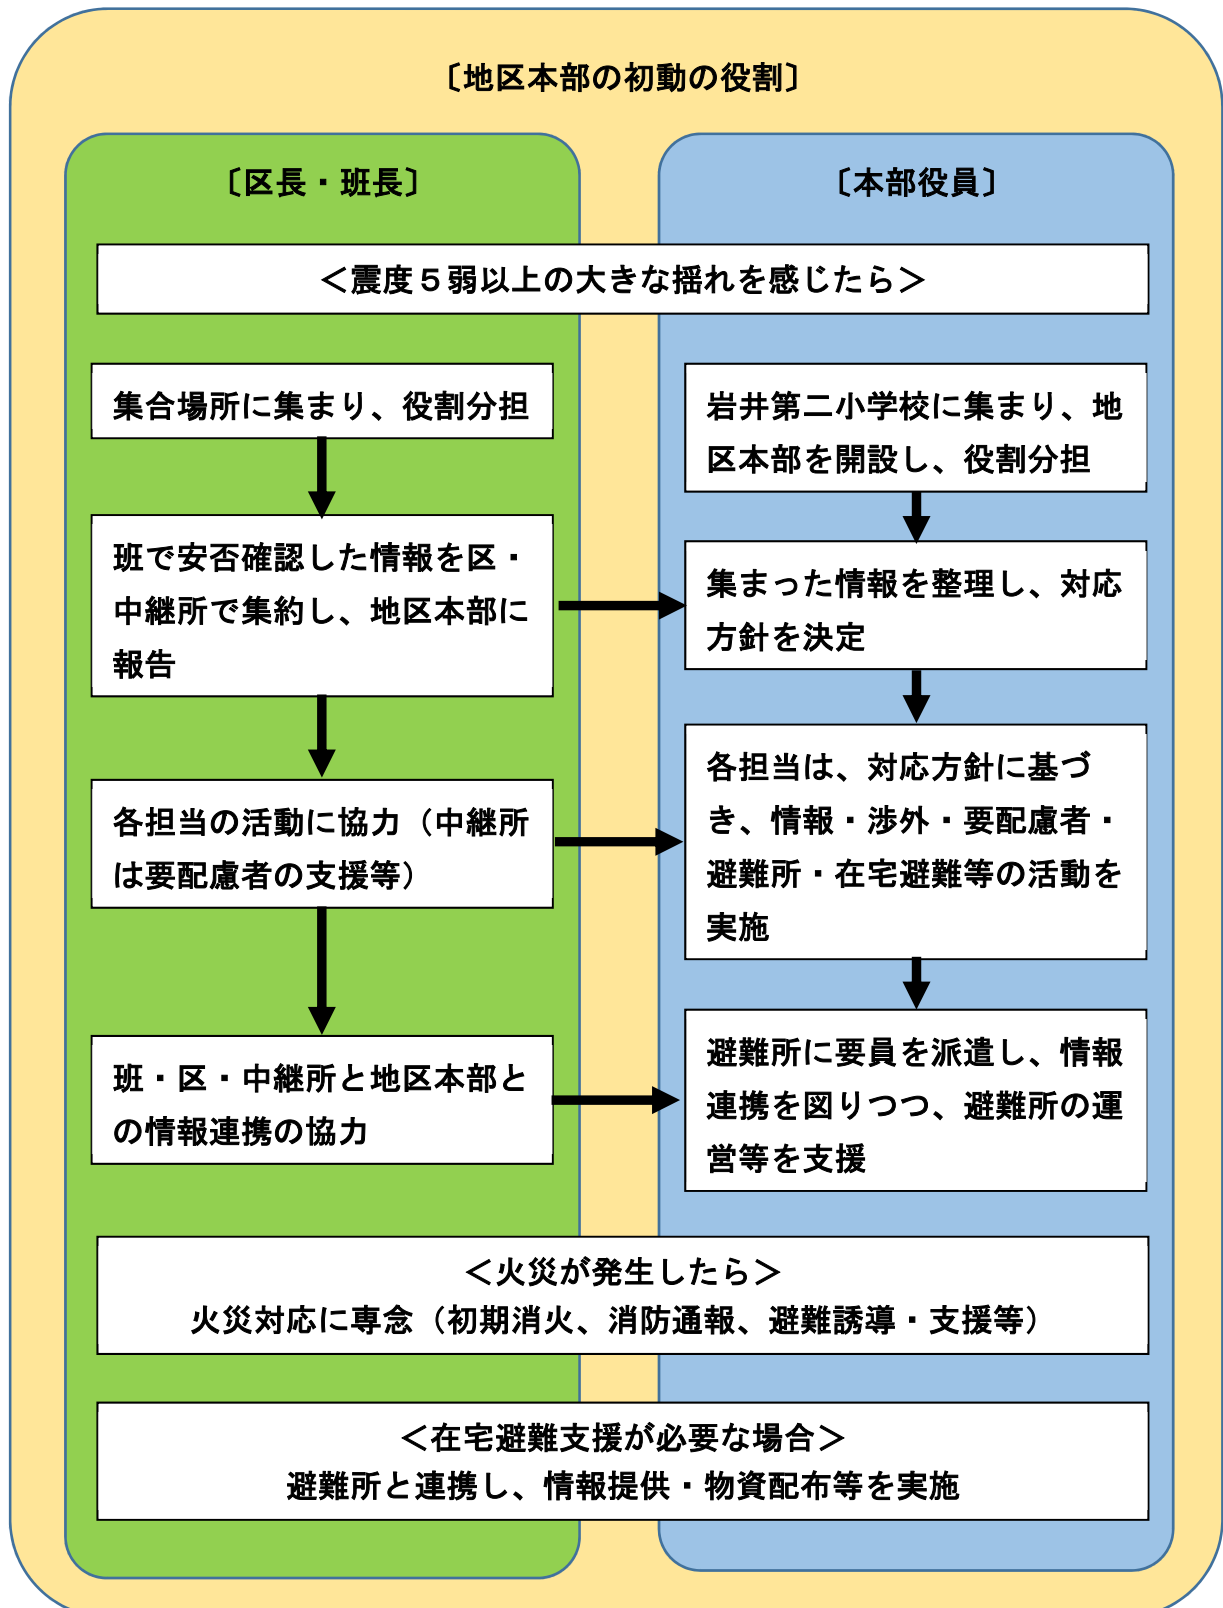 〔地区本部の初動の役割〕
〔区長・班長〕
〔本部役員〕
＜震度５弱以上の大きな揺れを感じたら＞
集合場所に集まり、役割分担
班で安否確認した情報を区・
中継所で集約し、地区本部に
報告
各担当の活動に協力（中継所
は要配慮者の支援等）
班・区・中継所と地区本部と
の情報連携の協力
岩井第二小学校に集まり、地
区本部を開設し、役割分担
集まった情報を整理し、対応
方針を決定
各担当は、対応方針に基づ
き、情報・渉外・要配慮者・
避難所・在宅避難等の活動を
実施
避難所に要員を派遣し、情報
連携を図りつつ、避難所の運
営等を支援
＜火災が発生したら＞
火災対応に専念（初期消火、消防通報、避難誘導・支援等）
＜在宅避難支援が必要な場合＞
避難所と連携し、情報提供・物資配布等を実施